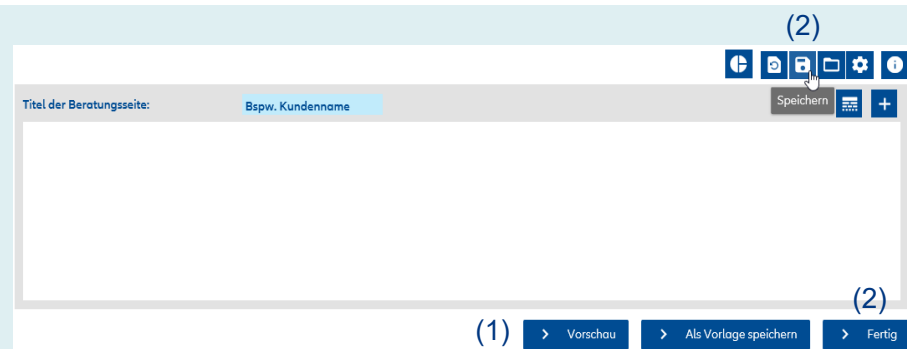 (2)
Speichern
Titel der Beratungsseite:
Bspw. Kundenname
(2)
(1)
Vorschau
Als Vorlage speichern
Fertig